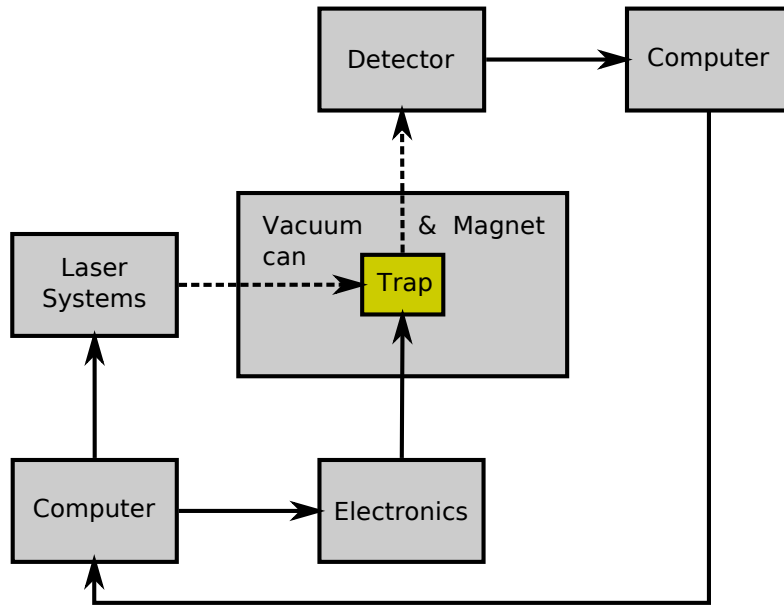 Detector
Computer
Vacuum & Magnet
can
Laser
Systems
Trap
Computer
Electronics